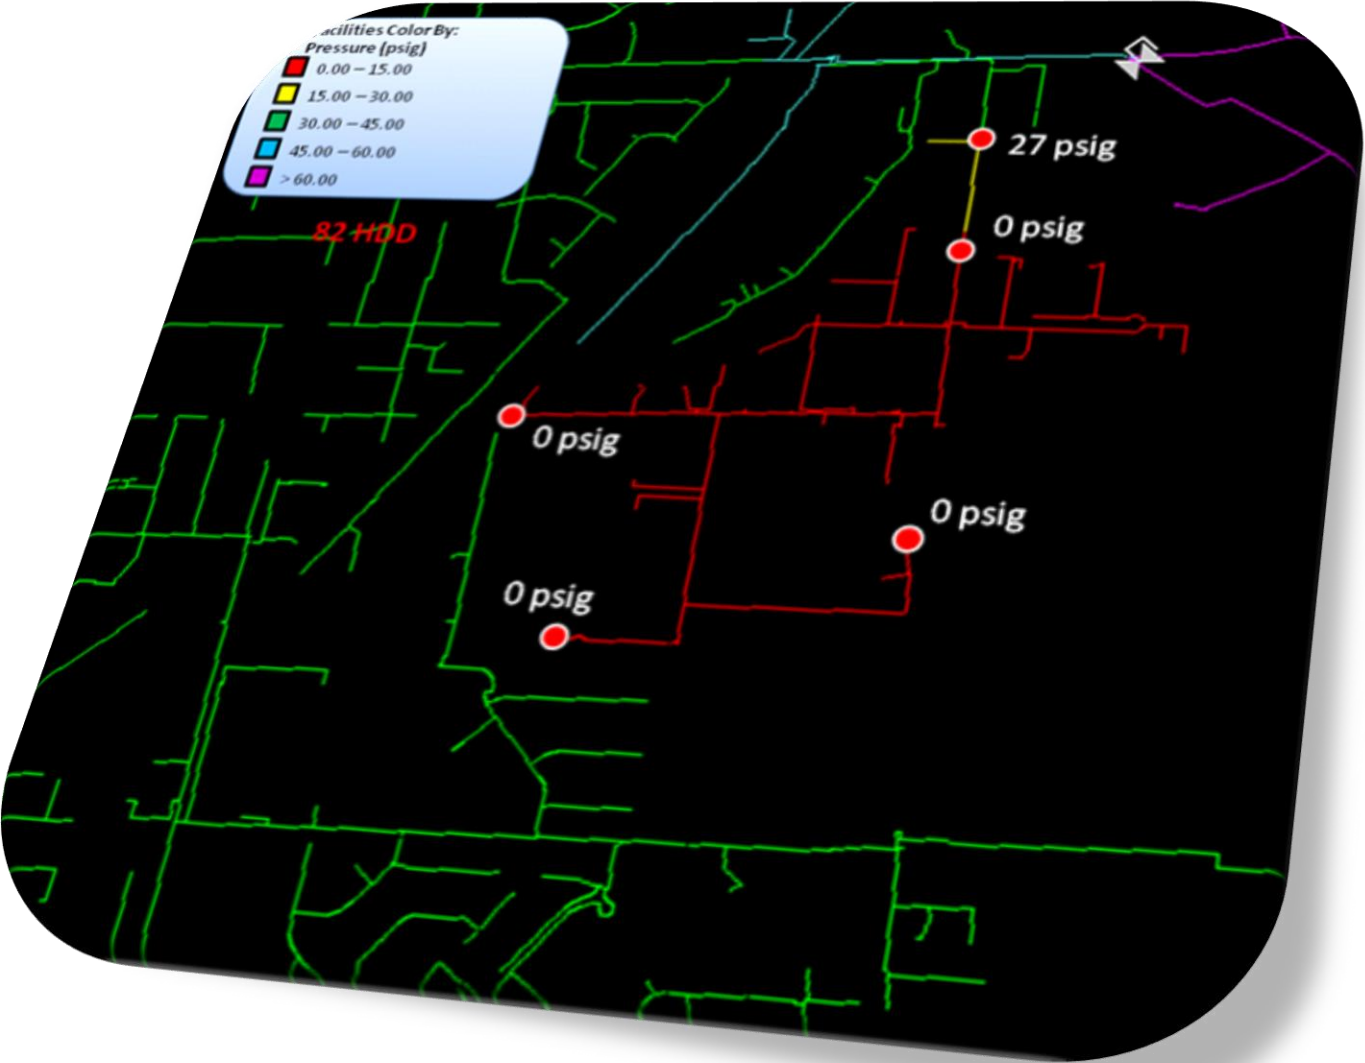 acilities Color By:
Pressure (psig)
0.00 – 15.00
15.00 – 30.00
30.00 – 45.00
45.00 – 60.00
> 60.00
82 HDD
27 psig
0 psig
0 psig
0 psig
0 psig